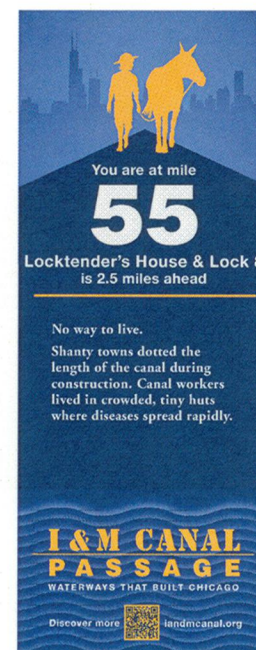 You are at mile
55
Locktender's House & Lock
is 2.5 miles ahead
No way to live.
Shanty towns dotted the
length of the canal during
construction. Canal workers
lived in crowded, tiny huts
where diseases spread rapidly.
I & M CANAL
PASSAGE
WATERWAYS THAT BUILT CHICAGO
Discover more
iandmcanal.org